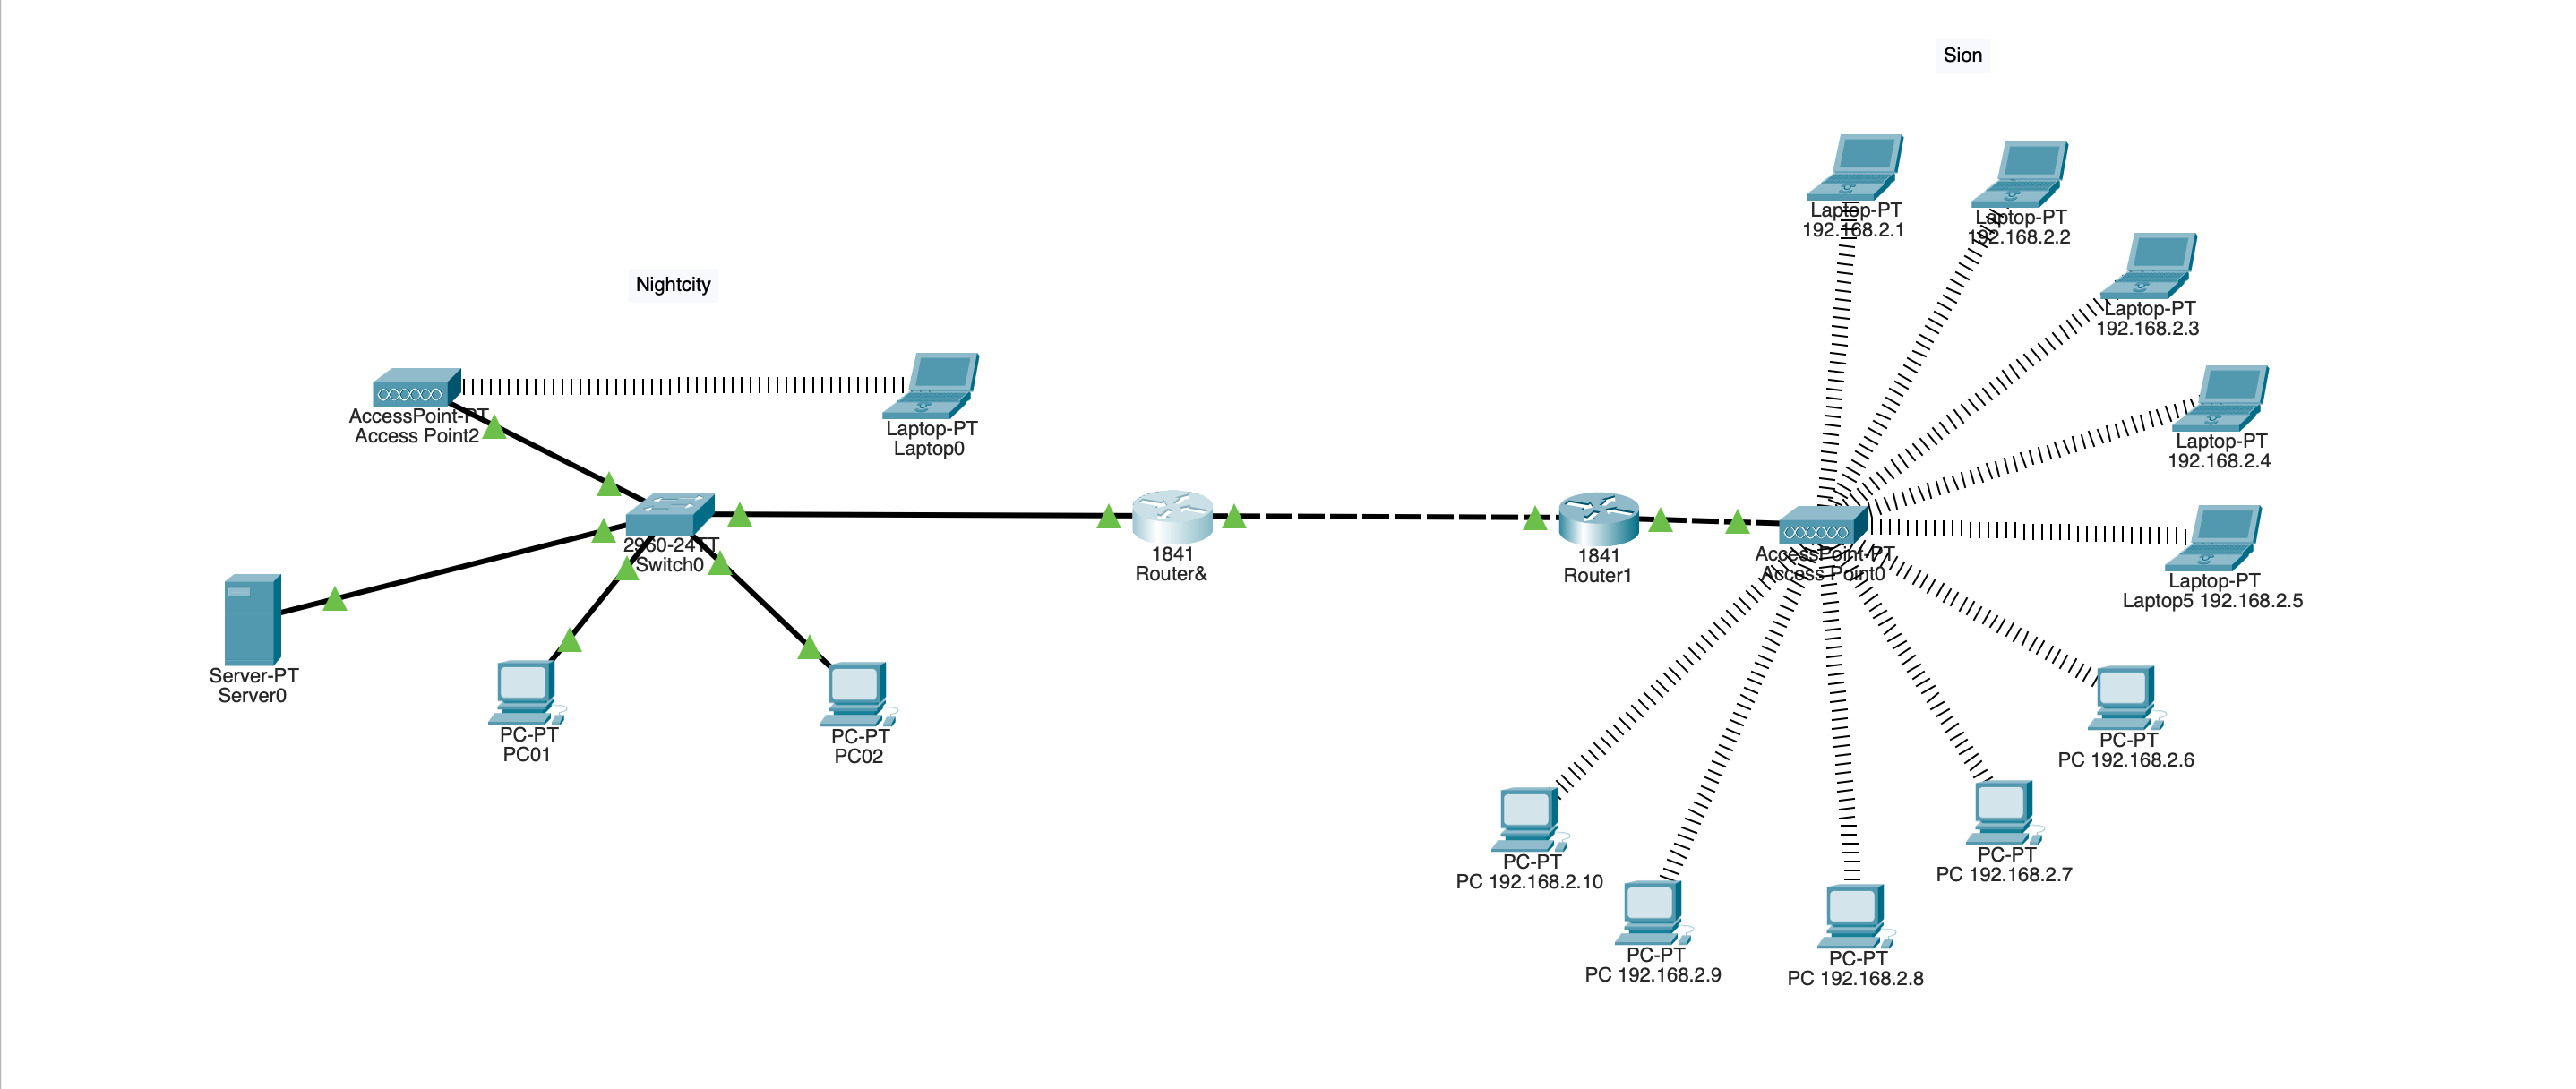 Sion
Laptop-PT
192.168.2.1
Laptop-PT
192.168.2.2
Laptop-PT
192.168.2.3
Nightcity
AccessPoint-PT
Access Point2
Laptop-PT
Laptop0
Laptop-PT
192.168.2.4
2960-24TT
Switch0
1841
Router&
1841
Router1
AccessPoint-PT
Access Point0
Laptop-PT
Laptop5 192.168.2.5
Server-PT
Server0
PC-PT
PC01
PC-PT
PC02
PC-PT
PC 192.168.2.6
PC-PT
PC 192.168.2.10
PC-PT
PC 192.168.2.7
PC-PT
PC 192.168.2.9
PC-PT
PC 192.168.2.8